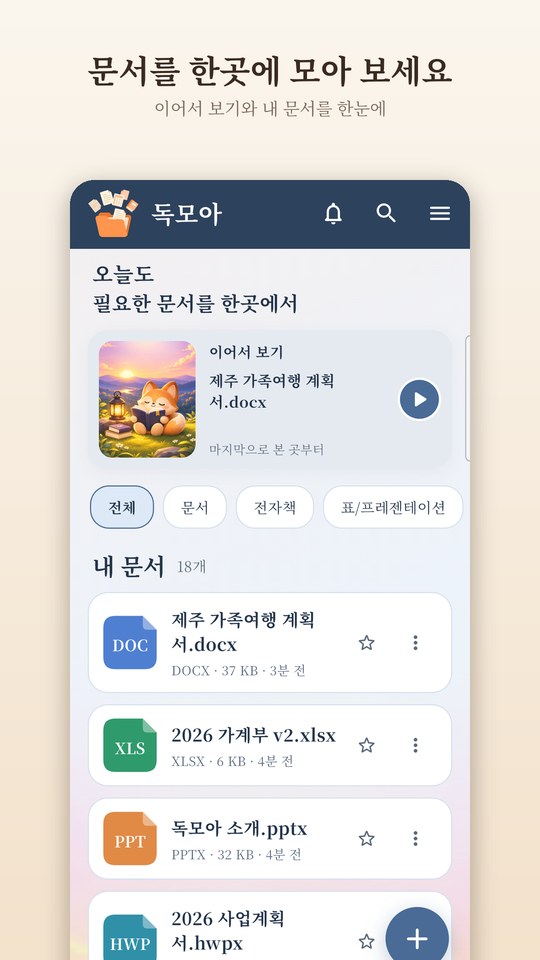 문서를 한곳에 모아 보세요
이어서 보기와 내 문서를 한눈에
독모아
오늘도
필요한 문서를 한곳에서
이어서 보기
제주 가족여행 계획
서.docx
마지막으로 본 곳부터
전체
문서
전자책
표/프레젠테이션
내 문서 18개
DOC
제주 가족여행 계획
서.docx
DOCX · 37 KB · 3분 전
XLS
2026 가계부 v2.xlsx
XLSX · 6 KB · 4분 전
PPT
독모아 소개.pptx
PPTX · 32 KB · 4분 전
HWP
2026 사업계획
서.hwpx